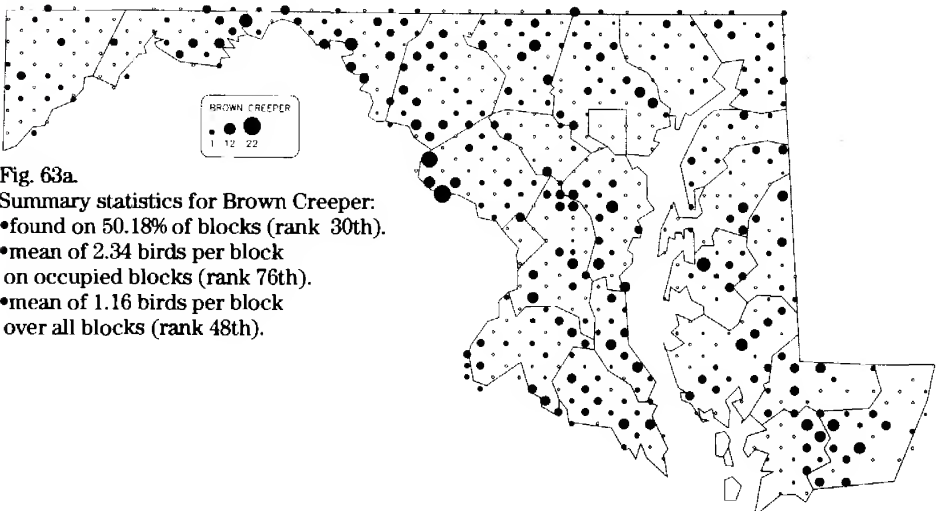 BROWN CREEPER
1 12 22
Fig. 63a.
Summary statistics for Brown Creeper:
•found on 50.18% of blocks (rank 30th).
•mean of 2.34 birds per block
on occupied blocks (rank 76th).
•mean of 1.16 birds per block
over all blocks (rank 48th).